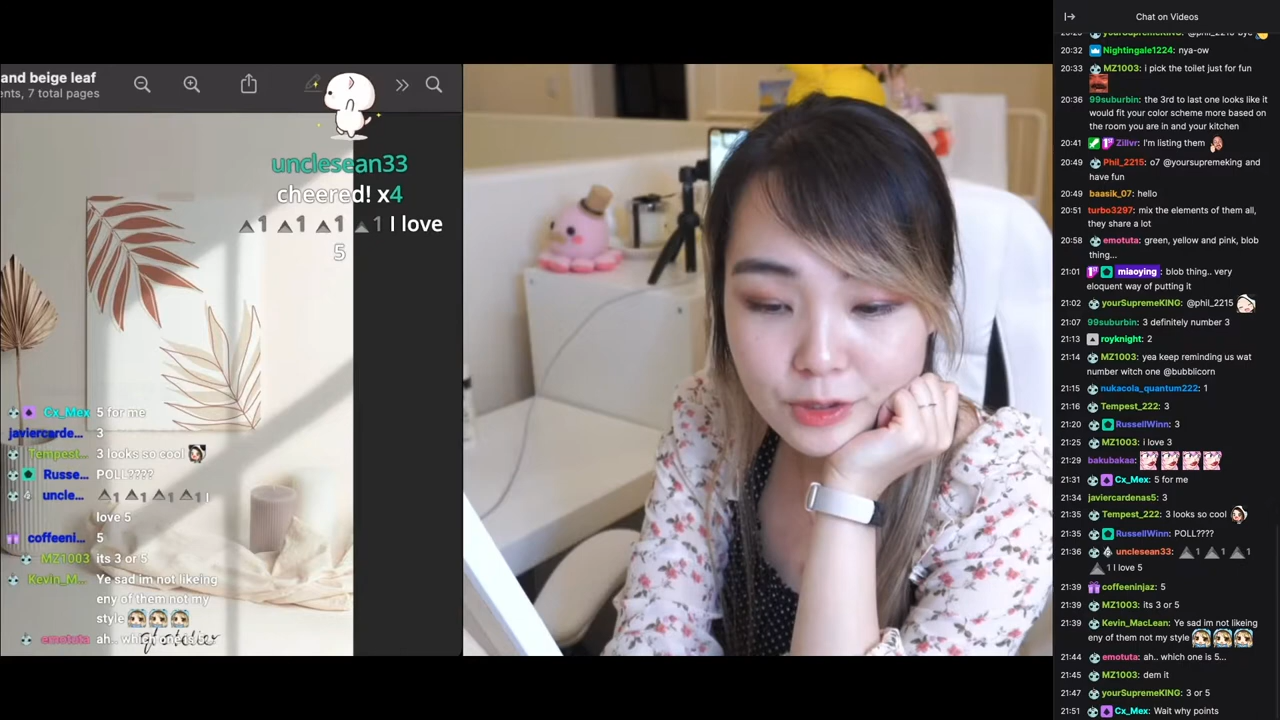 and beige leaf
ents, 7 total pages
unclesean33
cheered! x4
1 1 1 1 I love
5
Cx_Mex 5 for me
javiercarde... 3
Tempest... 3 looks so cool
Russe... POLL????
uncle... 1 1 1 1 I
love 5
coffeeni... 5
MZ1003 its 3 or 5
Kevin_M... Ye sad im not likeing
eny of them not my
style
emotuta ah.. which one is 5...
Chat on Videos
20:32 Nightingale1224: nya-ow
20:33 MZ1003: i pick the toilet just for fun
20:36 99suburbin: the 3rd to last one looks like it
would fit your color scheme more based on
the room you are in and your kitchen
20:41 Zillvr: I'm listing them
20:49 Phil_2215: o7 @yoursupremeking and
have fun
20:49 baasik_07: hello
20:51 turbo3297: mix the elements of them all,
they share a lot
20:58 emotuta: green, yellow and pink, blob
thing...
21:01 miaoying : blob thing.. very
eloquent way of putting it
21:02 yourSupremeKING: @phil_2215
21:07 99suburbin: 3 definitely number 3
21:13 royknight: 2
21:14 MZ1003: yea keep reminding us wat
number witch one @bubblicorn
21:15 nukacola_quantum222: 1
21:16 Tempest_222: 3
21:20 RussellWinn: 3
21:25 MZ1003: i love 3
21:29 bakubakaa:
21:31 Cx_Mex: 5 for me
21:34 javiercardenas5: 3
21:35 Tempest_222: 3 looks so cool
21:35 RussellWinn: POLL????
21:36 unclesean33: 1 1 1
1 I love 5
21:39 coffeeninjaz: 5
21:39 MZ1003: its 3 or 5
21:39 Kevin_MacLean: Ye sad im not likeing
eny of them not my style
21:44 emotuta: ah.. which one is 5...
21:45 MZ1003: dem it
21:47 yourSupremeKING: 3 or 5
21:51 Cx_Mex: Wait why points